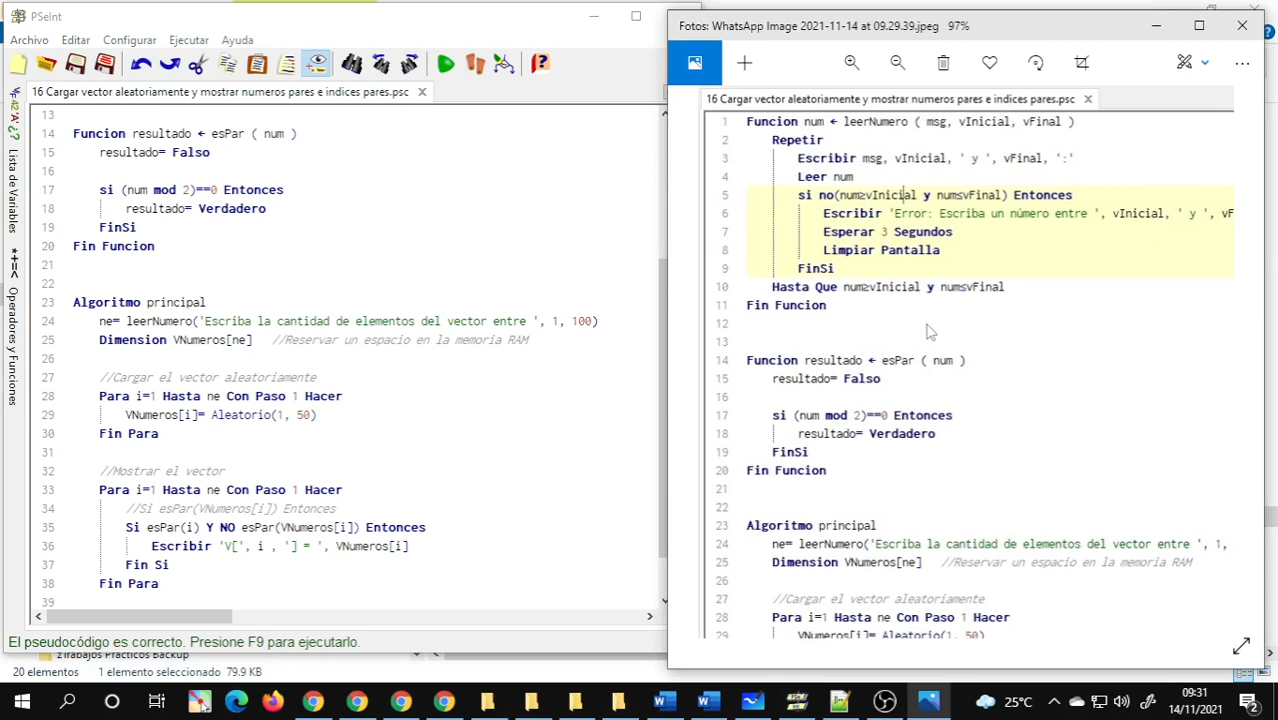 PSeInt
Archivo Editar Configurar Ejecutar Ayuda
16 Cargar vector aleatoriamente y mostrar numeros pares e indices pares.psc
Lista de Variables
*+=< Operadores y Funciones
13
14 Funcion resultado ← esPar ( num )
15 resultado= Falso
16
17 si (num mod 2)==0 Entonces
18 resultado= Verdadero
19 FinSi
20 Fin Funcion
21
22
23 Algoritmo principal
24 ne= leerNumero('Escriba la cantidad de elementos del vector entre ', 1, 100)
25 Dimension VNumeros[ne] //Reservar un espacio en la memoria RAM
26
27 //Cargar el vector aleatoriamente
28 Para i=1 Hasta ne Con Paso 1 Hacer
29 VNumeros[i]= Aleatorio(1, 50)
30 Fin Para
31
32 //Mostrar el vector
33 Para i=1 Hasta ne Con Paso 1 Hacer
34 //Si esPar(VNumeros[i]) Entonces
35 Si esPar(i) Y NO esPar(VNumeros[i]) Entonces
36 Escribir 'V[', i , '] = ', VNumeros[i]
37 Fin Si
38 Fin Para
39
El pseudocódigo es correcto. Presione F9 para ejecutarlo.
zTrabajos Practicos Backup
20 elementos 1 elemento seleccionado 79.9 KB
Fotos: WhatsApp Image 2021-11-14 at 09.29.39.jpeg 97%
16 Cargar vector aleatoriamente y mostrar numeros pares e indices pares.psc
1 Funcion num ← leerNumero ( msg, vInicial, vFinal )
2 Repetir
3 Escribir msg, vInicial, ' y ', vFinal, ':'
4 Leer num
5 si no(num≥vInicial y num≤vFinal) Entonces
6 Escribir 'Error: Escriba un número entre ', vInicial, ' y ', vF
7 Esperar 3 Segundos
8 Limpiar Pantalla
9 FinSi
10 Hasta Que num≥vInicial y num≤vFinal
11 Fin Funcion
12
13
14 Funcion resultado ← esPar ( num )
15 resultado= Falso
16
17 si (num mod 2)==0 Entonces
18 resultado= Verdadero
19 FinSi
20 Fin Funcion
21
22
23 Algoritmo principal
24 ne= leerNumero('Escriba la cantidad de elementos del vector entre ', 1,
25 Dimension VNumeros[ne] //Reservar un espacio en la memoria RAM
26
27 //Cargar el vector aleatoriamente
28 Para i=1 Hasta ne Con Paso 1 Hacer
29 VNumeros[i]= Aleatorio(1, 50)
25°C
09:31
14/11/2021
2